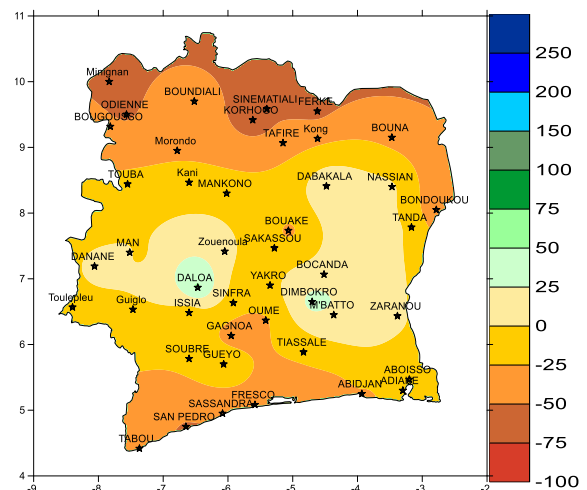 11
10
9
8
7
6
5
4
Minignan
BOUNDIALI
ODIENNE
SINEMATIALI
FERKE
BOUGOUSSO
KORHOGO
TAFIRE
Kong
BOUNA
Morondo
TOUBA
Kani
MANKONO
DABAKALA
NASSIAN
BONDOUKOU
TANDA
BOUAKE
SAKASSOU
Zouenoula
MAN
DANANE
DALOA
BOCANDA
YAKRO
DIMBOKRO
Toulepleu
Guiglo
SINFRA
ISSIA
M'BATTO
ZARANOU
OUME
GAGNOA
TIASSALE
SOUBRE
GUEYO
ABOISSO
ADIAKE
ABIDJAN
FRESCO
SASSANDRA
SAN PEDRO
TABOU
-9
-8
-7
-6
-5
-4
-3
-2
250
200
150
100
75
50
25
0
-25
-50
-75
-100